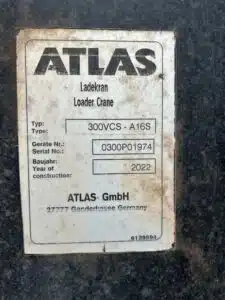 ATLAS
Ladekran
Loader Crane
Typ:
Type: 300VCS - A16S
Geräte Nr.:
Serial No.: 0300P01974
Baujahr:
Year of
construction: 2022
ATLAS GmbH
27777 Ganderkesee Germany